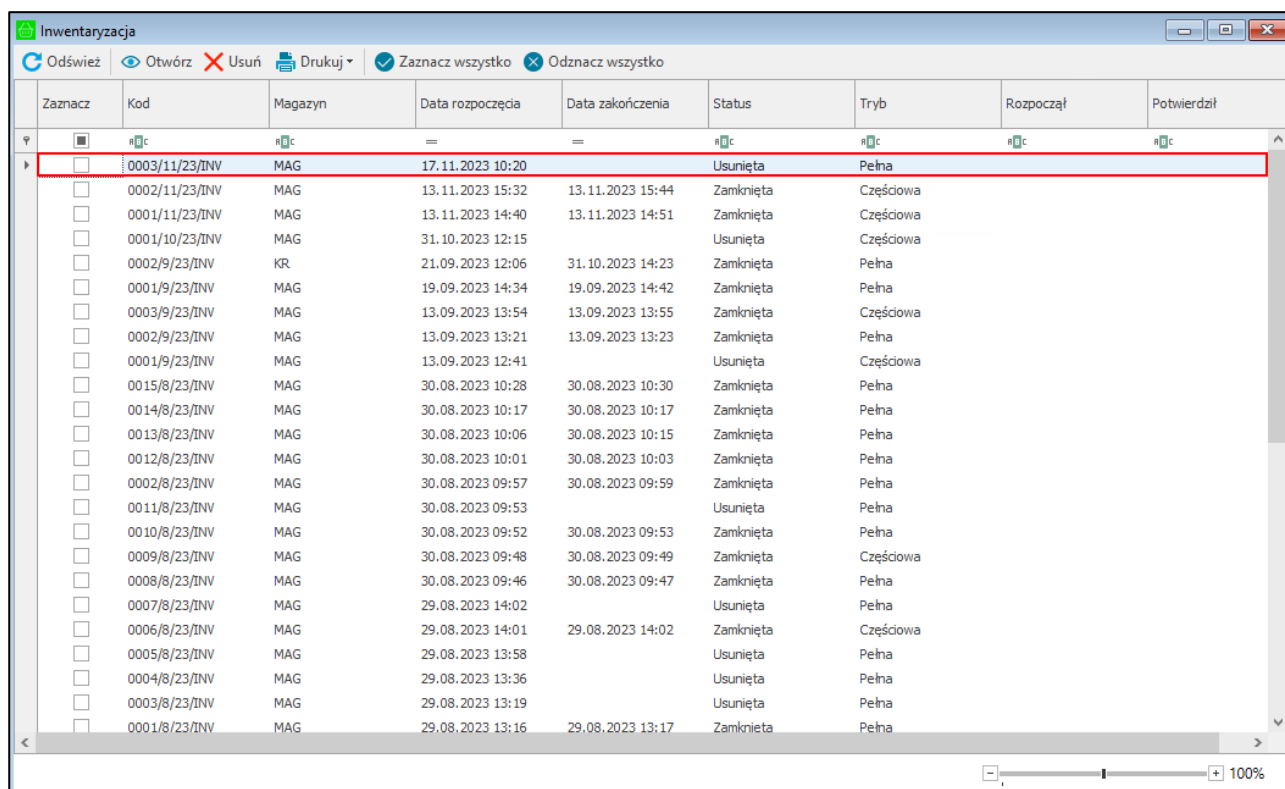 Inwentaryzacja
Odśwież Otwórz Usuń Drukuj Zaznacz wszystko Odznacz wszystko
Zaznacz Kod Magazyn Data rozpoczęcia Data zakończenia Status Tryb Rozpoczął Potwierdził
ABC ABC = = ABC ABC ABC ABC
0003/11/23/INV MAG 17.11.2023 10:20 Usunięta Pełna
0002/11/23/INV MAG 13.11.2023 15:32 13.11.2023 15:44 Zamknięta Częściowa
0001/11/23/INV MAG 13.11.2023 14:40 13.11.2023 14:51 Zamknięta Częściowa
0001/10/23/INV MAG 31.10.2023 12:15 Usunięta Częściowa
0002/9/23/INV KR 21.09.2023 12:06 31.10.2023 14:23 Zamknięta Pełna
0001/9/23/INV MAG 19.09.2023 14:34 19.09.2023 14:42 Zamknięta Pełna
0003/9/23/INV MAG 13.09.2023 13:54 13.09.2023 13:55 Zamknięta Częściowa
0002/9/23/INV MAG 13.09.2023 13:21 13.09.2023 13:23 Zamknięta Pełna
0001/9/23/INV MAG 13.09.2023 12:41 Usunięta Częściowa
0015/8/23/INV MAG 30.08.2023 10:28 30.08.2023 10:30 Zamknięta Pełna
0014/8/23/INV MAG 30.08.2023 10:17 30.08.2023 10:17 Zamknięta Pełna
0013/8/23/INV MAG 30.08.2023 10:06 30.08.2023 10:15 Zamknięta Pełna
0012/8/23/INV MAG 30.08.2023 10:01 30.08.2023 10:03 Zamknięta Pełna
0002/8/23/INV MAG 30.08.2023 09:57 30.08.2023 09:59 Zamknięta Pełna
0011/8/23/INV MAG 30.08.2023 09:53 Usunięta Pełna
0010/8/23/INV MAG 30.08.2023 09:52 30.08.2023 09:53 Zamknięta Pełna
0009/8/23/INV MAG 30.08.2023 09:48 30.08.2023 09:49 Zamknięta Częściowa
0008/8/23/INV MAG 30.08.2023 09:46 30.08.2023 09:47 Zamknięta Pełna
0007/8/23/INV MAG 29.08.2023 14:02 Usunięta Pełna
0006/8/23/INV MAG 29.08.2023 14:01 29.08.2023 14:02 Zamknięta Częściowa
0005/8/23/INV MAG 29.08.2023 13:58 Usunięta Pełna
0004/8/23/INV MAG 29.08.2023 13:36 Usunięta Pełna
0003/8/23/INV MAG 29.08.2023 13:19 Usunięta Pełna
0001/8/23/INV MAG 29.08.2023 13:16 29.08.2023 13:17 Zamknięta Pełna
100%